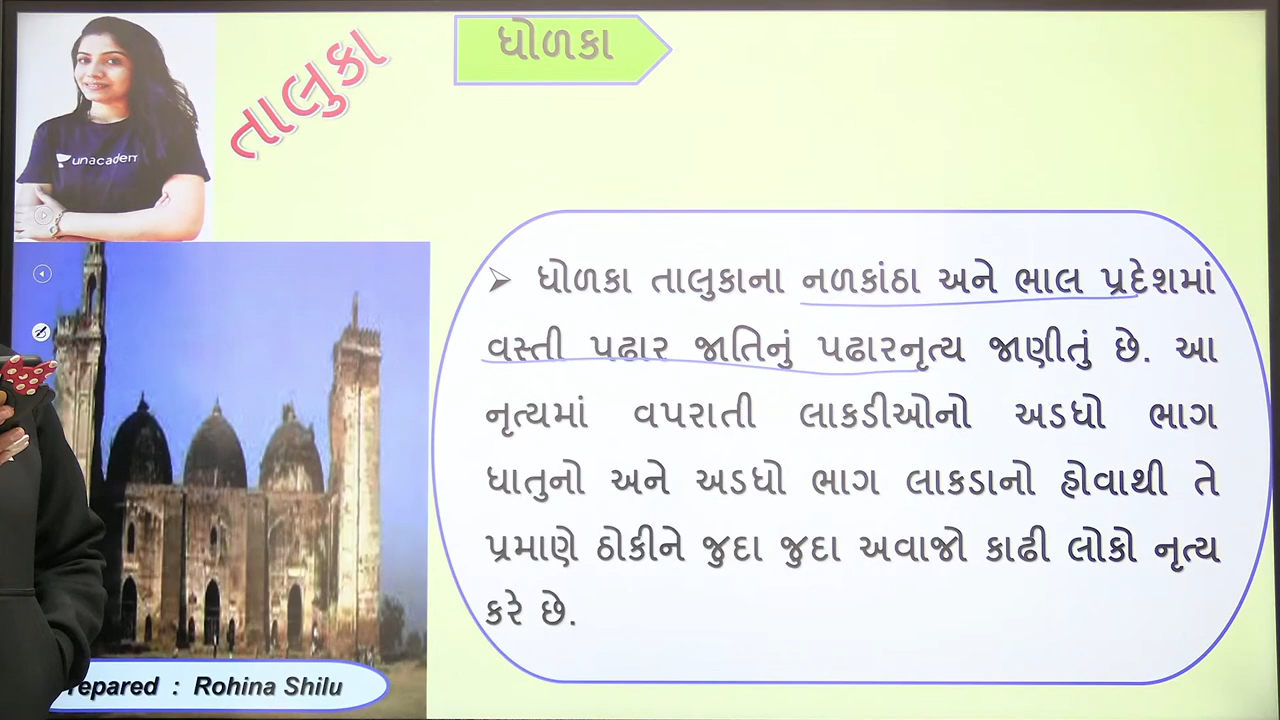 તાલુકા
ધોળકા
unacadem
➢ ધોળકા તાલુકાના નળકાંઠા અને ભાલ પ્રદેશમાં
વસ્તી પઢાર જાતિનું પઢારનૃત્ય જાણીતું છે. આ
નૃત્યમાં વપરાતી લાકડીઓનો અડધો ભાગ
ધાતુનો અને અડધો ભાગ લાકડાનો હોવાથી તે
પ્રમાણે ઠોકીને જુદા જુદા અવાજો કાઢી લોકો નૃત્ય
કરે છે.
repared : Rohina Shilu